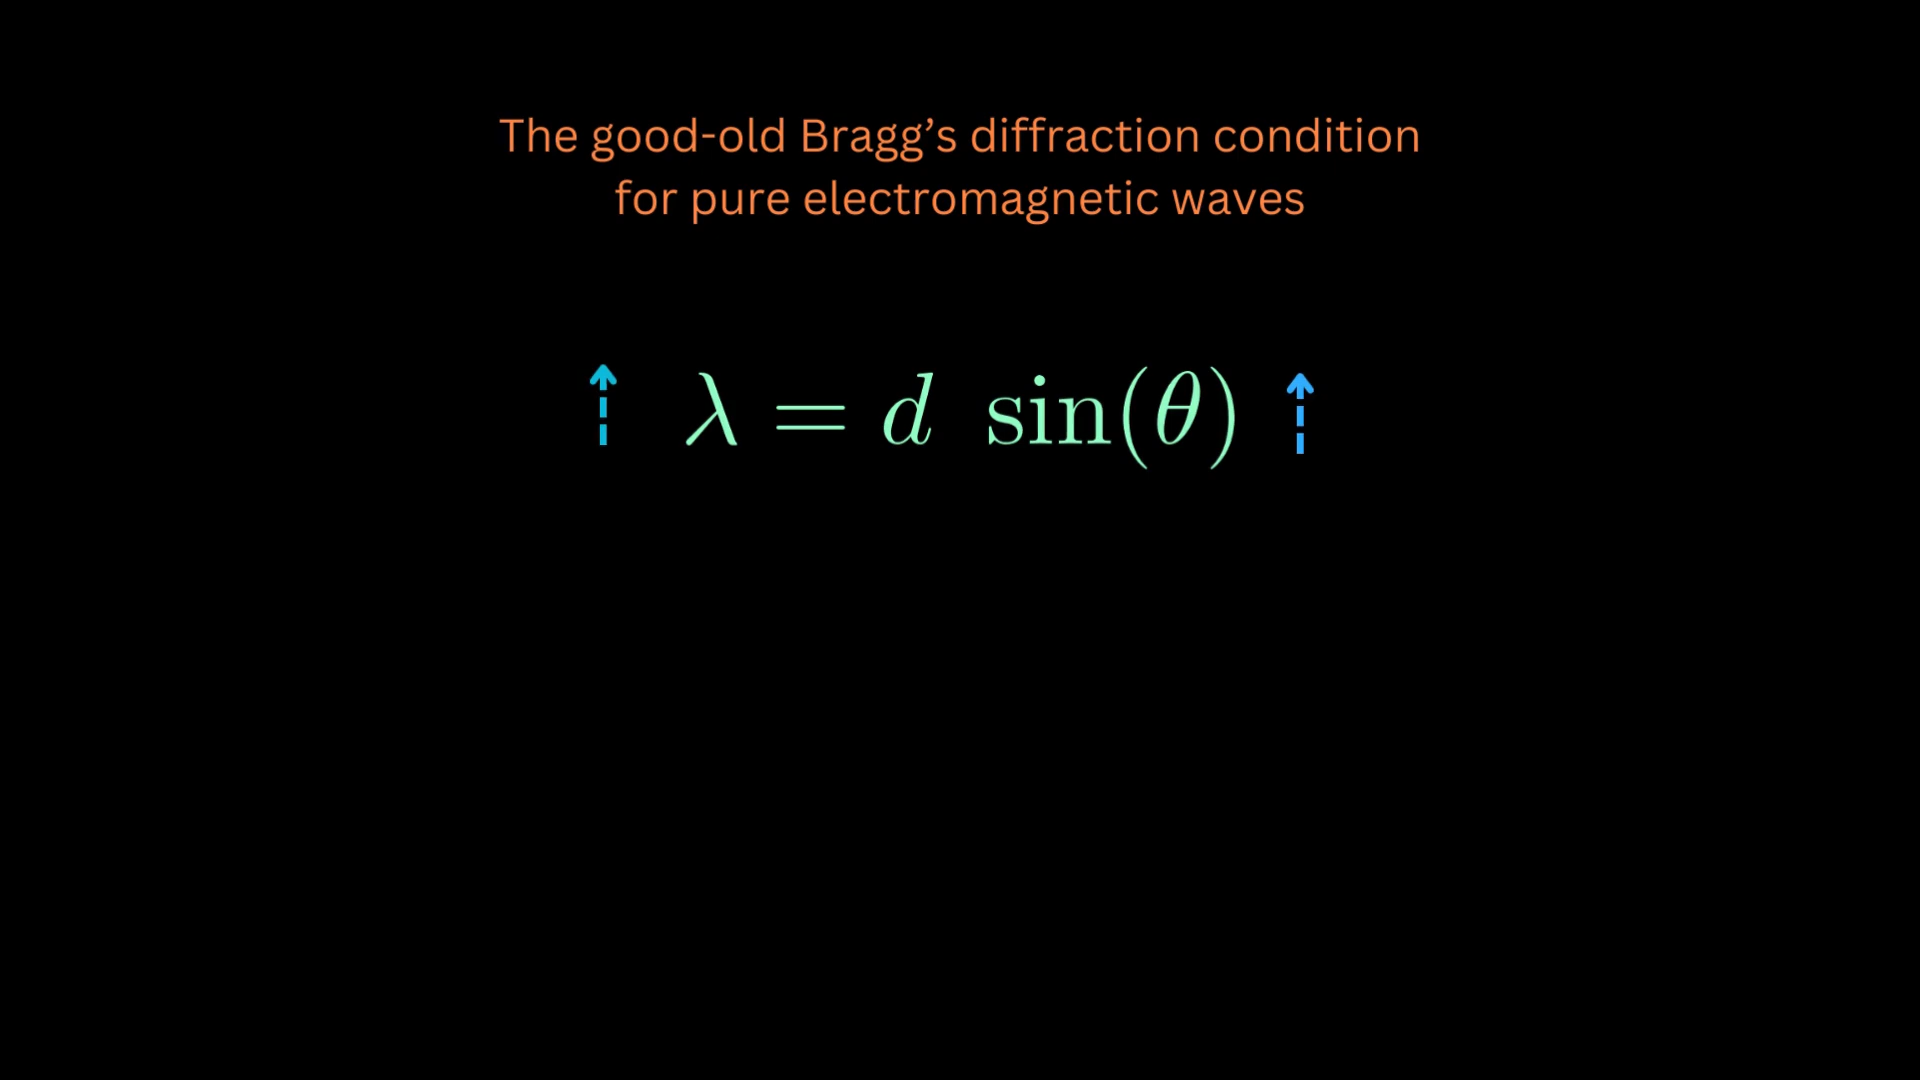 The good-old Bragg’s diffraction condition
for pure electromagnetic waves
↑ λ = d sin(θ) ↑